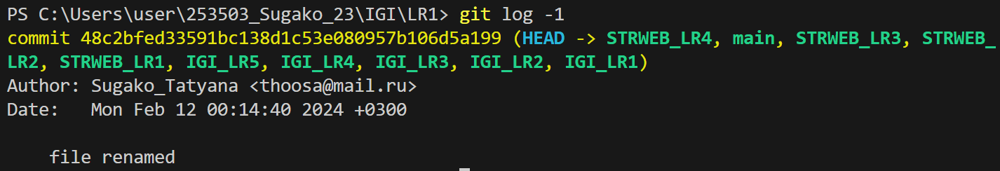 PS C:\Users\user\253503_Sugako_23\IGI\LR1> git log -1
commit 48c2bfed33591bc138d1c53e080957b106d5a199 (HEAD -> STRWEB_LR4, main, STRWEB_LR3, STRWEB_
LR2, STRWEB_LR1, IGI_LR5, IGI_LR4, IGI_LR3, IGI_LR2, IGI_LR1)
Author: Sugako_Tatyana <thoosa@mail.ru>
Date:   Mon Feb 12 00:14:40 2024 +0300
    file renamed